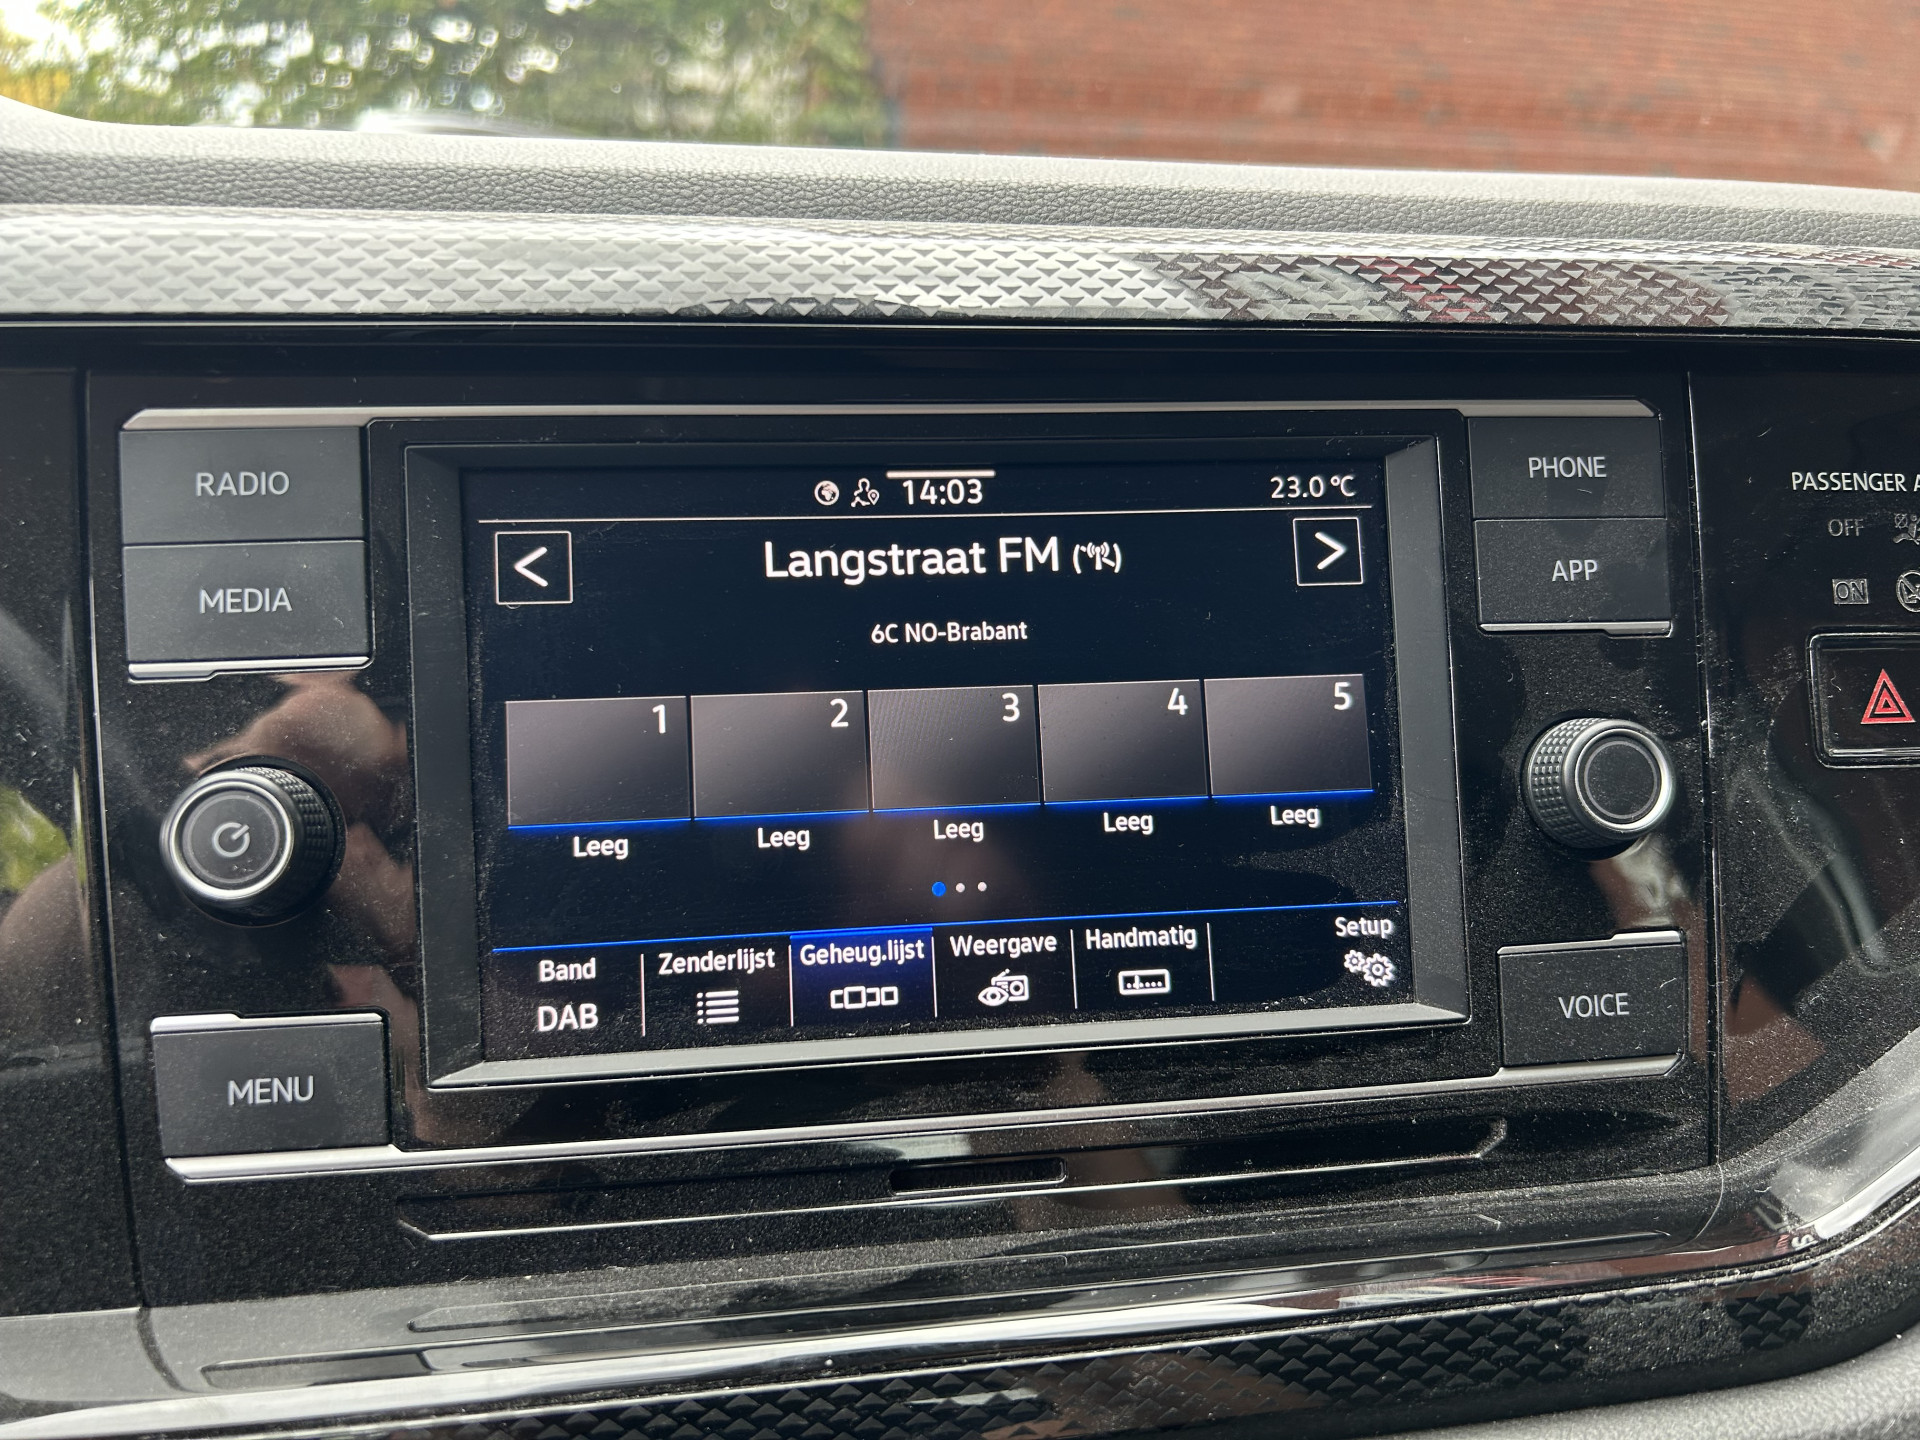 RADIO
MEDIA
MENU
PHONE
APP
VOICE
14:03
23.0 °C
<
Langstraat FM
>
6C NO-Brabant
1
2
3
4
5
Leeg
Leeg
Leeg
Leeg
Leeg
Band
DAB
Zenderlijst
Geheug.lijst
Weergave
Handmatig
Setup
PASSENGER A
OFF
ON